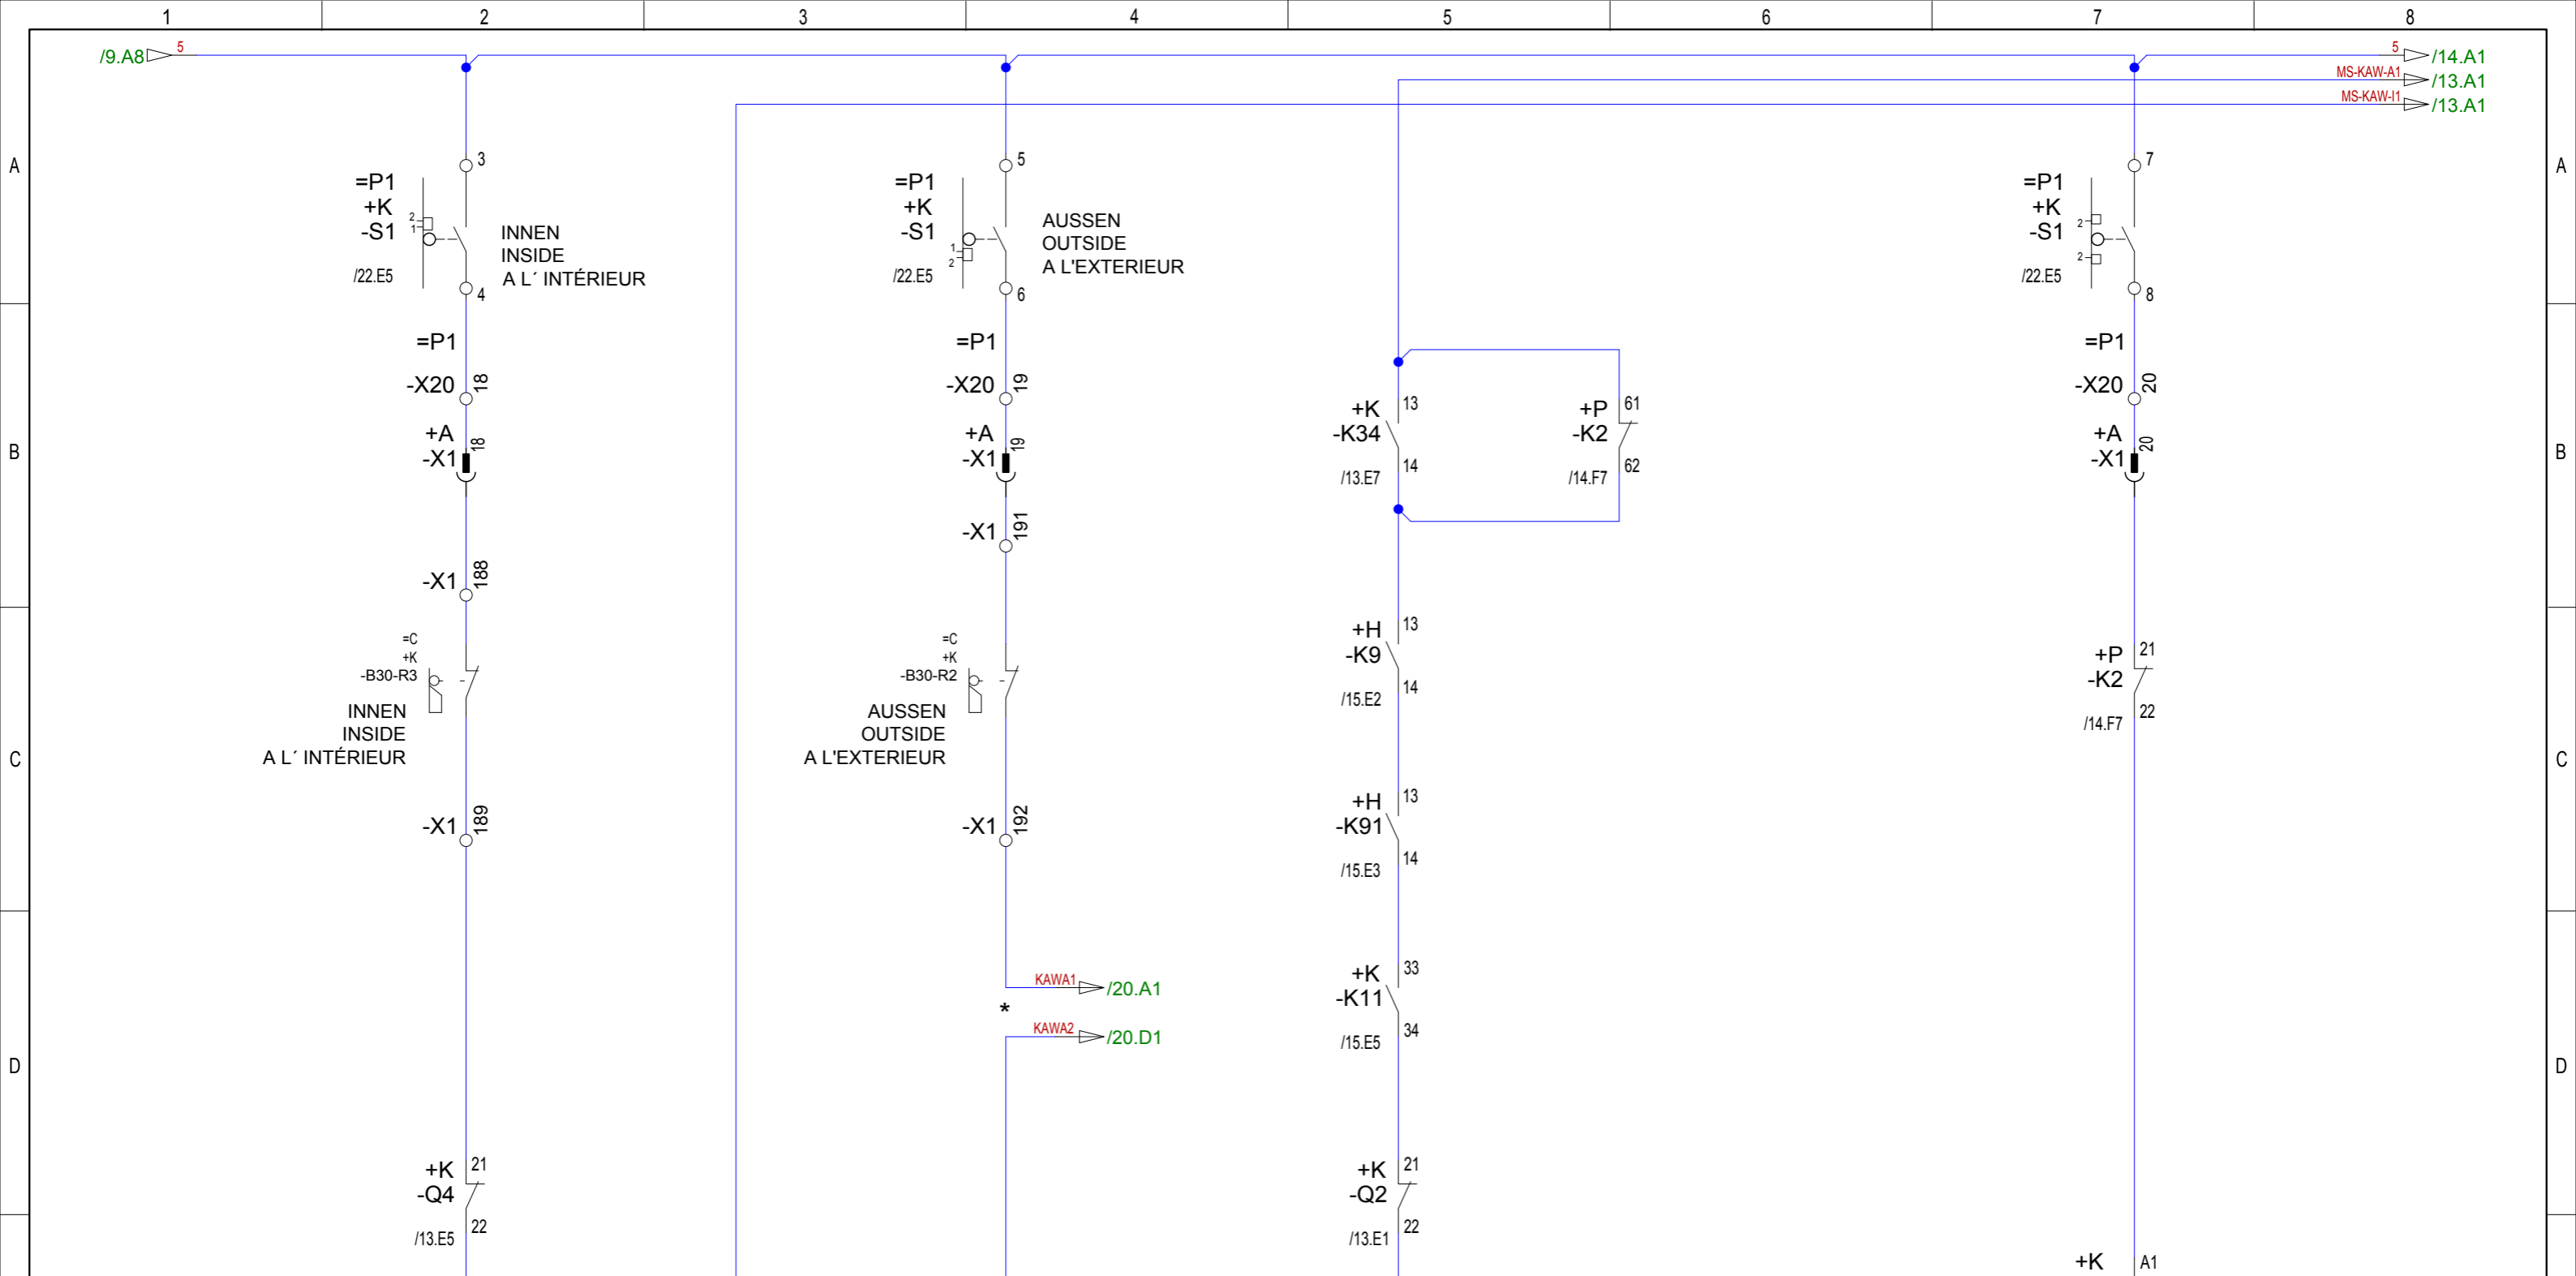 1 2 3 4 5 6 7 8
/9.A8 5
5 /14.A1
MS-KAW-A1 /13.A1
MS-KAW-I1 /13.A1
A
A
3
=P1
+K
-S1
2
1
/22.E5
4
INNEN
INSIDE
A L´ INTÉRIEUR
5
=P1
+K
-S1
1
2
/22.E5
6
AUSSEN
OUTSIDE
A L'EXTERIEUR
7
=P1
+K
-S1
2
2
/22.E5
8
B
B
=P1
-X20 18
+A
-X1 18
-X1 188
=P1
-X20 19
+A
-X1 19
-X1 191
+K 13
-K34
14
/13.E7
+P 61
-K2
62
/14.F7
=P1
-X20 20
+A
-X1 20
C
C
=C
+K
-B30-R3
INNEN
INSIDE
A L´ INTÉRIEUR
-X1 189
=C
+K
-B30-R2
AUSSEN
OUTSIDE
A L'EXTERIEUR
-X1 192
+H 13
-K9
14
/15.E2
+H 13
-K91
14
/15.E3
+P 21
-K2
22
/14.F7
D
D
KAWA1 /20.A1
*
KAWA2 /20.D1
+K 33
-K11
34
/15.E5
+K 21
-Q4
22
/13.E5
+K 21
-Q2
22
/13.E1
+K A1